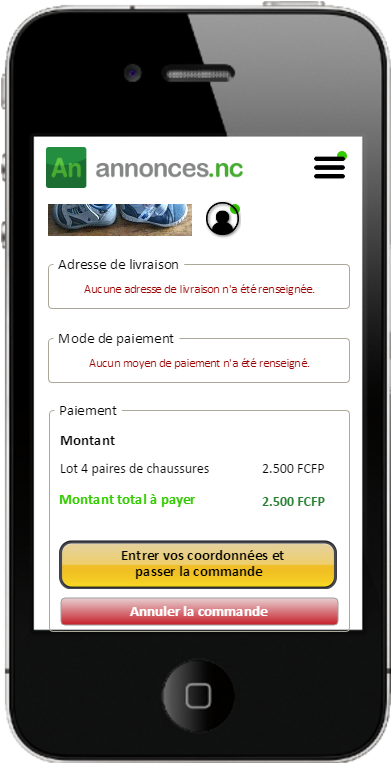 An annonces.nc
Adresse de livraison
Aucune adresse de livraison n'a été renseignée.
Mode de paiement
Aucun moyen de paiement n'a été renseigné.
Paiement
Montant
Lot 4 paires de chaussures 2.500 FCFP
Montant total à payer 2.500 FCFP
Entrer vos coordonnées et
passer la commande
Annuler la commande